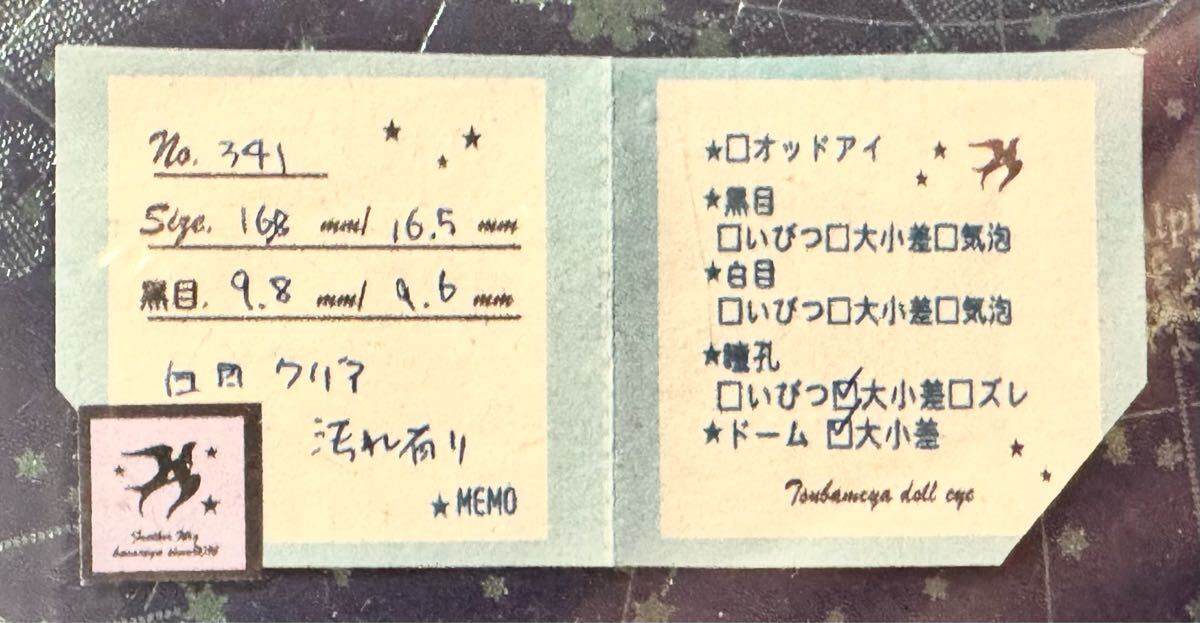 No. 341
Size. 16.8 mm/ 16.5 mm
黒目. 9.8 mm/ 9.6 mm
白目 クリア
汚れ有り
★MEMO
★□オッドアイ
★黒目
□いびつ□大小差□気泡
★白目
□いびつ□大小差□気泡
★瞳孔
□いびつ☑大小差□ズレ
★ドーム ☑大小差
Tsubameya doll eye